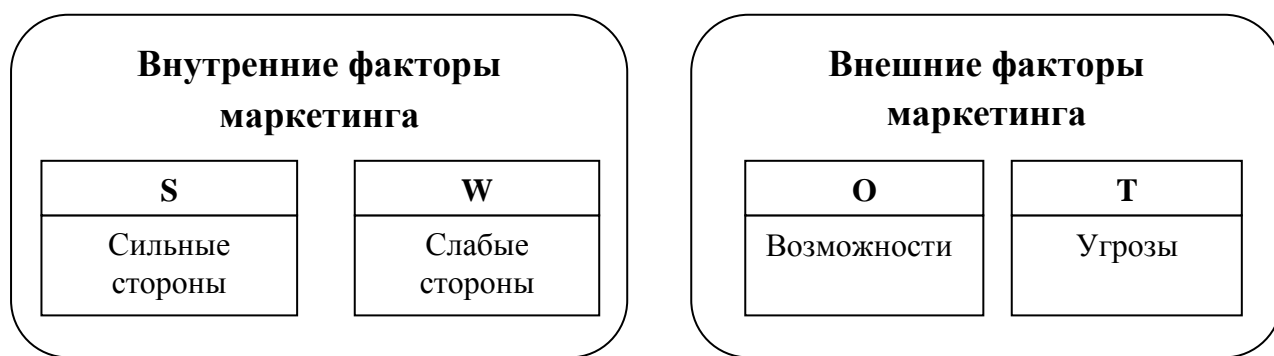 Внутренние факторы
маркетинга
S
Сильные
стороны
W
Слабые
стороны
Внешние факторы
маркетинга
O
Возможности
T
Угрозы